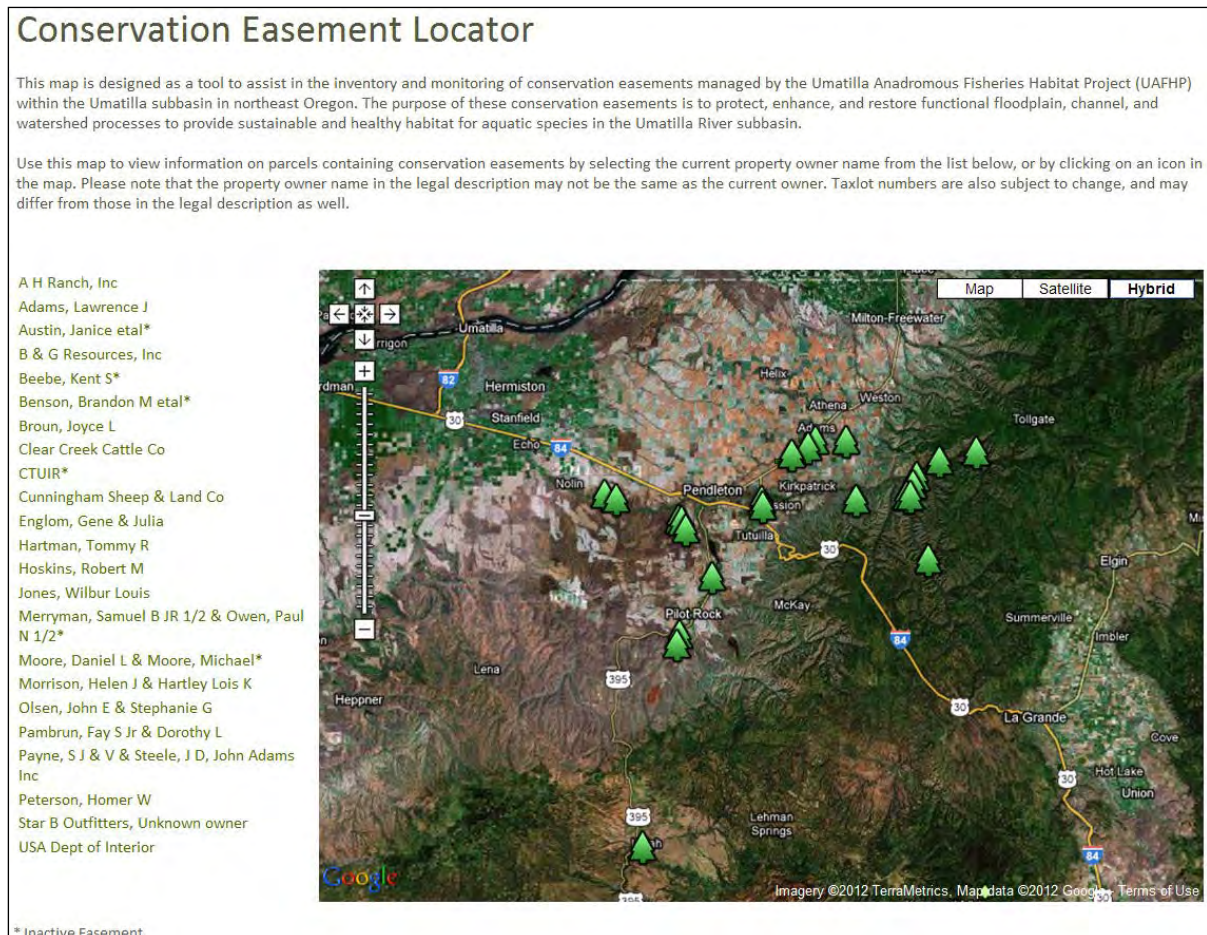 Conservation Easement Locator
This map is designed as a tool to assist in the inventory and monitoring of conservation easements managed by the Umatilla Anadromous Fisheries Habitat Project (UAFHP)
within the Umatilla subbasin in northeast Oregon. The purpose of these conservation easements is to protect, enhance, and restore functional floodplain, channel, and
watershed processes to provide sustainable and healthy habitat for aquatic species in the Umatilla River subbasin.
Use this map to view information on parcels containing conservation easements by selecting the current property owner name from the list below, or by clicking on an icon in
the map. Please note that the property owner name in the legal description may not be the same as the current owner. Taxlot numbers are also subject to change, and may
differ from those in the legal description as well.
A H Ranch, Inc
Adams, Lawrence J
Austin, Janice etal*
B & G Resources, Inc
Beebe, Kent S*
Benson, Brandon M etal*
Broun, Joyce L
Clear Creek Cattle Co
CTUIR*
Cunningham Sheep & Land Co
Englom, Gene & Julia
Hartman, Tommy R
Hoskins, Robert M
Jones, Wilbur Louis
Merryman, Samuel B JR 1/2 & Owen, Paul
N 1/2*
Moore, Daniel L & Moore, Michael*
Morrison, Helen J & Hartley Lois K
Olsen, John E & Stephanie G
Pambrun, Fay S Jr & Dorothy L
Payne, S J & V & Steele, J D, John Adams
Inc
Peterson, Homer W
Star B Outfitters, Unknown owner
USA Dept of Interior
* Inactive Easement
Map Satellite Hybrid
Milton-Freewater
Umatilla
rrigon
rdman
82
Hermiston
Helix
Weston
Athena
Tollgate
30
Stanfield
Adams
Echo
84
Nolin
Pendleton
Kirkpatrick
ssion
Tutuilla
30
Elgin
McKay
Pilot Rock
Summerville
Imbler
84
Lena
395
Heppner
30
La Grande
Cove
Hot Lake
30
Union
395
Lehman
Springs
ah
84
Google
Imagery ©2012 TerraMetrics, Map data ©2012 Google - Terms of Use
395
30